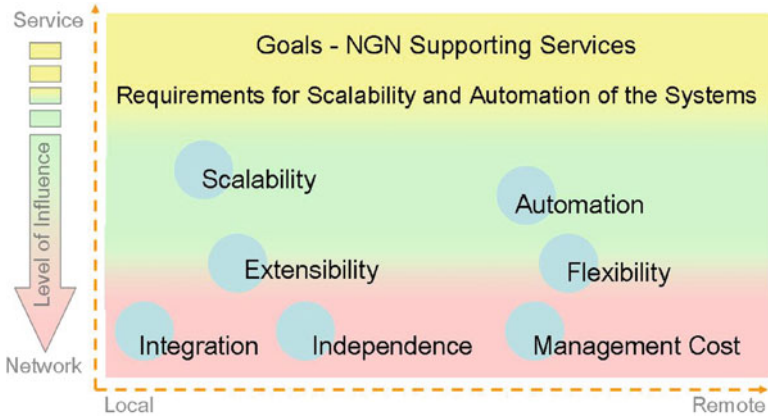 Service
Goals - NGN Supporting Services
Requirements for Scalability and Automation of the Systems
Level of Influence
Scalability
Automation
Extensibility
Flexibility
Integration
Independence
Management Cost
Network
Local
Remote